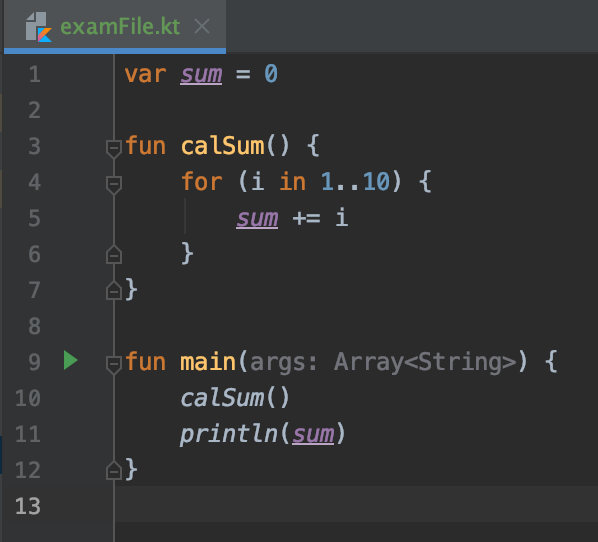 examFile.kt
1 var sum = 0
2
3 fun calSum() {
4     for (i in 1..10) {
5         sum += i
6     }
7 }
8
9 fun main(args: Array<String>) {
10     calSum()
11     println(sum)
12 }
13